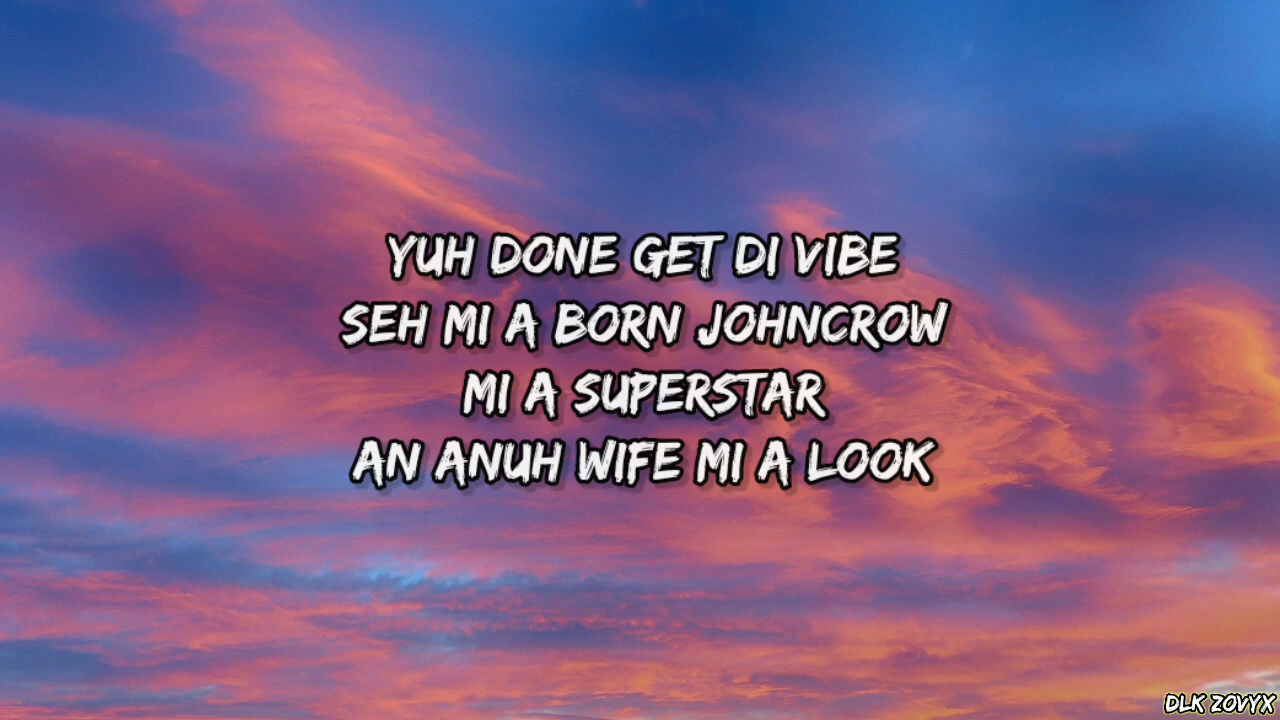 YUH DONE GET DI VIBE
SEH MI A BORN JOHNCROW
MI A SUPERSTAR
AN ANUH WIFE MI A LOOK
DLK ZOVYX